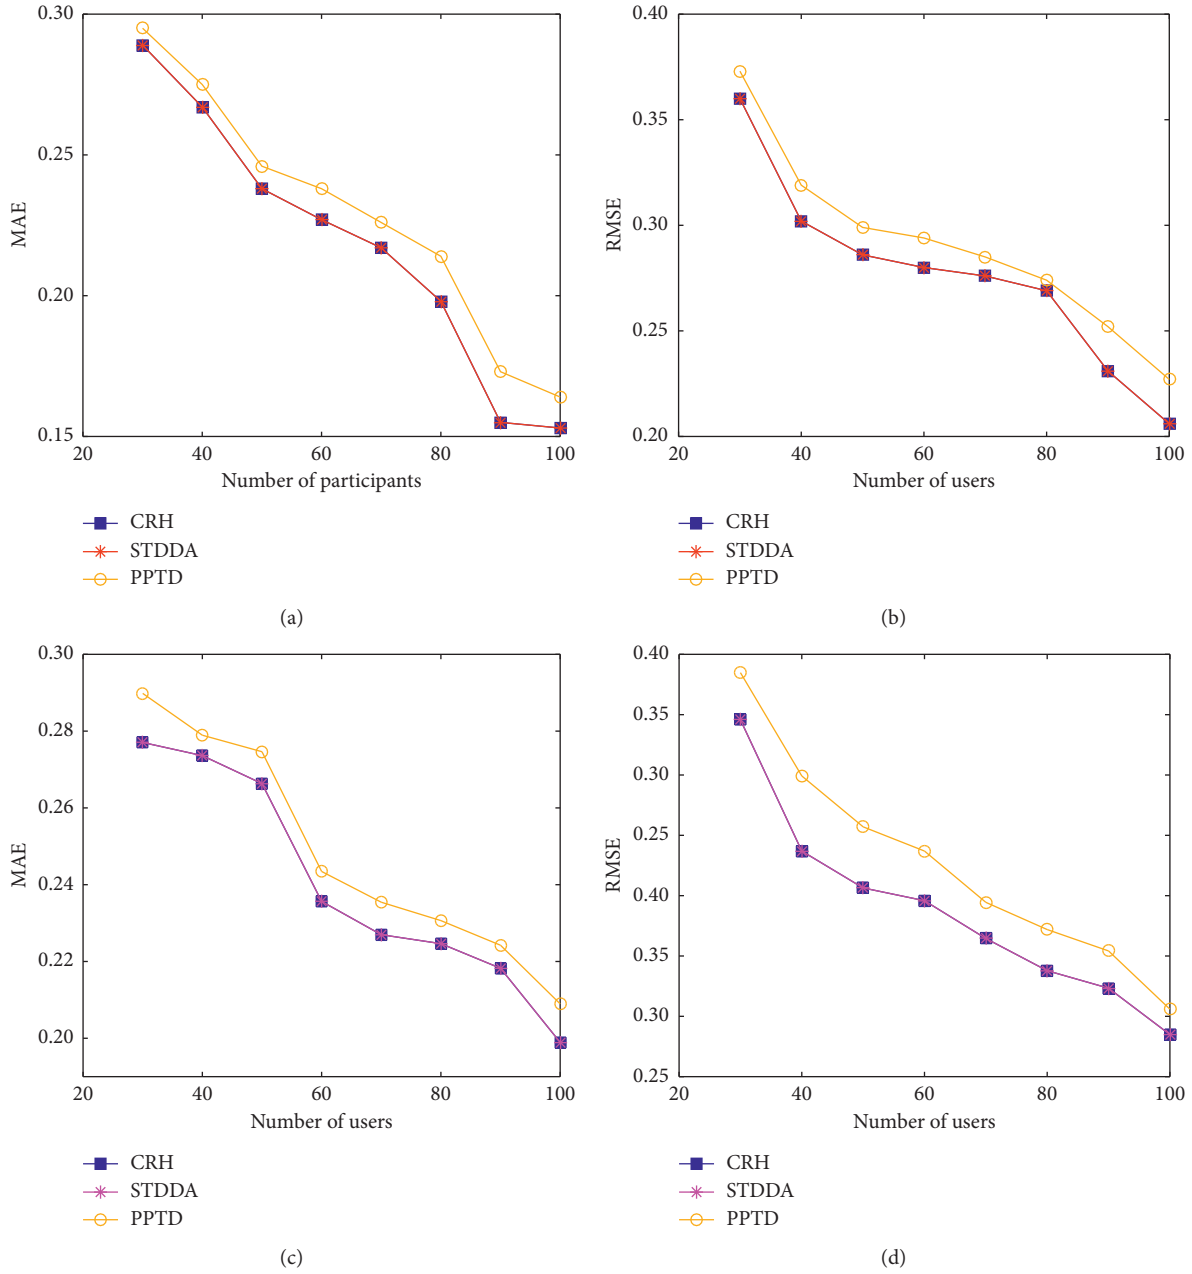 0.30
0.25
0.20
0.15
MAE
20
40
60
80
100
Number of participants
CRH
STDDA
PPTD
(a)
0.40
0.35
0.30
0.25
0.20
RMSE
20
40
60
80
100
Number of users
CRH
STDDA
PPTD
(b)
0.30
0.28
0.26
0.24
0.22
0.20
MAE
20
40
60
80
100
Number of users
CRH
STDDA
PPTD
(c)
0.40
0.35
0.30
0.25
0.40
0.35
0.30
0.25
RMSE
20
40
60
80
100
Number of users
CRH
STDDA
PPTD
(d)